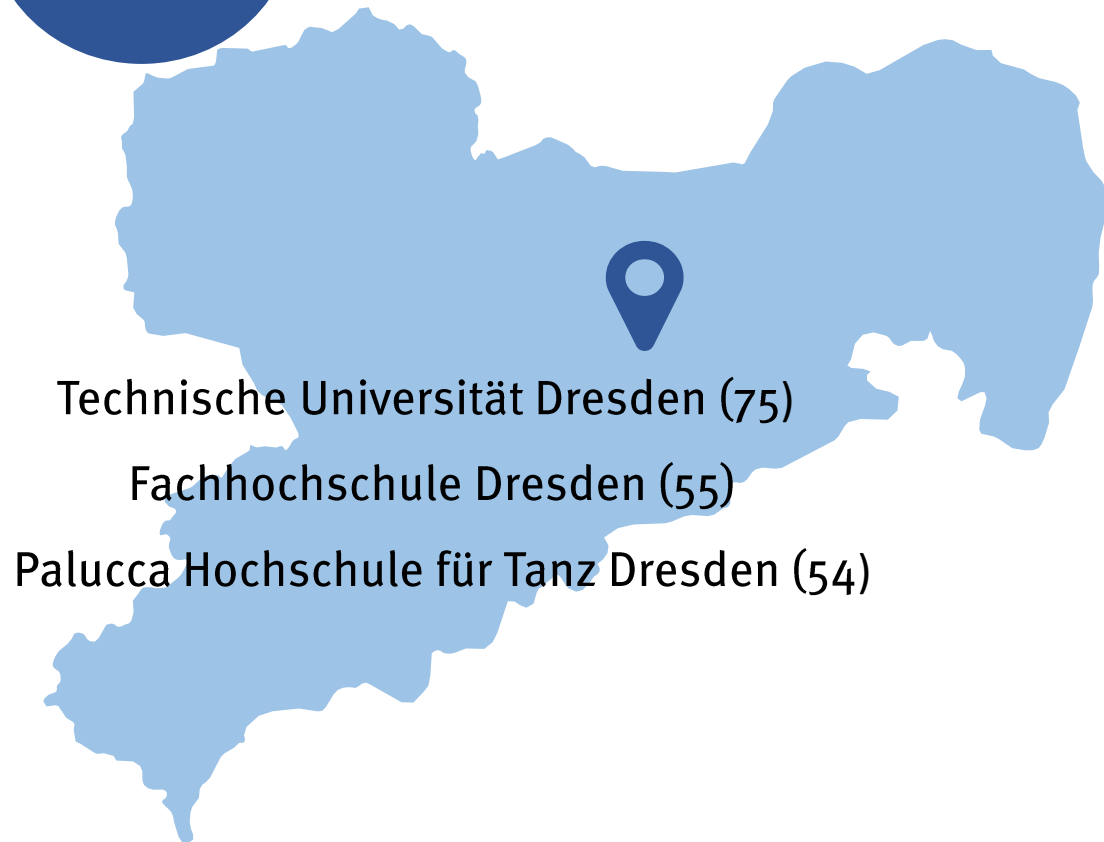 Technische Universität Dresden (75)
Fachhochschule Dresden (55)
Palucca Hochschule für Tanz Dresden (54)